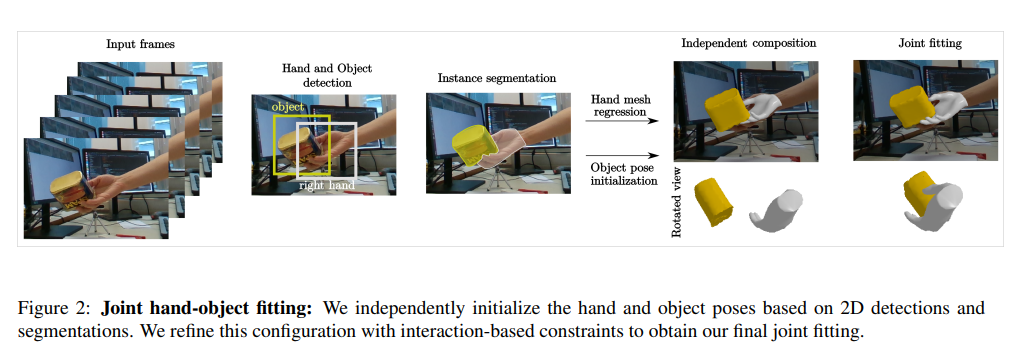 Input frames
Hand and Object
detection
object
right hand
Instance segmentation
Hand mesh
regression
Object pose
initialization
Independent composition
Rotated view
Joint fitting
Figure 2: Joint hand-object fitting: We independently initialize the hand and object poses based on 2D detections and
segmentations. We refine this configuration with interaction-based constraints to obtain our final joint fitting.